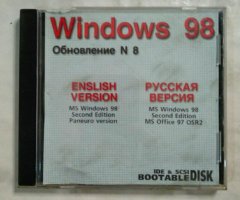 Windows 98
Обновление N 8
ENSLISH
VERSION
MS Windows 98
Second Edition
Paneuro version
РУССКАЯ
ВЕРСИЯ
MS Windows 98
Second Edition
MS Office 97 OSR2
IDE & SCSI
BOOTABLE DISK